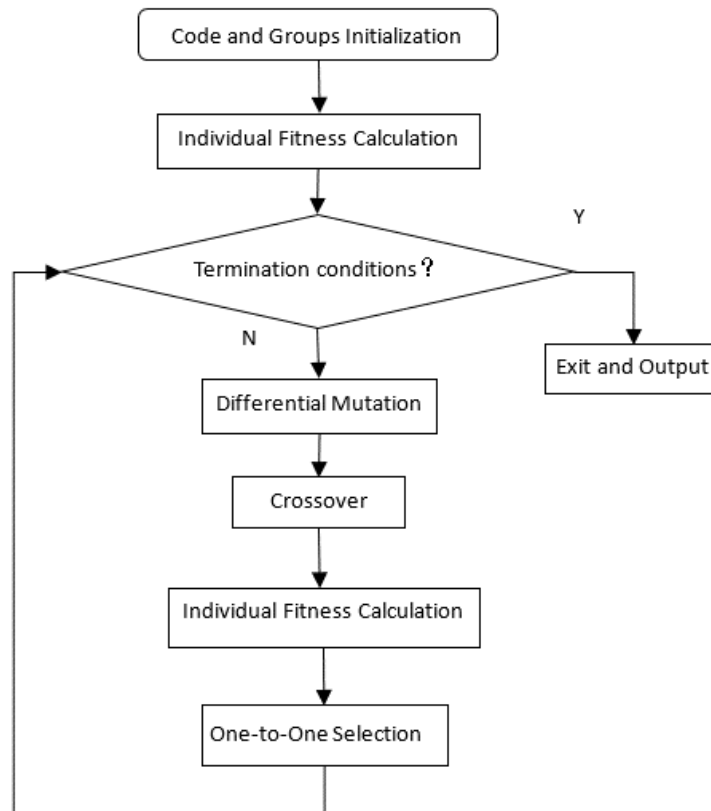 Code and Groups Initialization
Individual Fitness Calculation
Y
Termination conditions？
N
Exit and Output
Differential Mutation
Crossover
Individual Fitness Calculation
One-to-One Selection